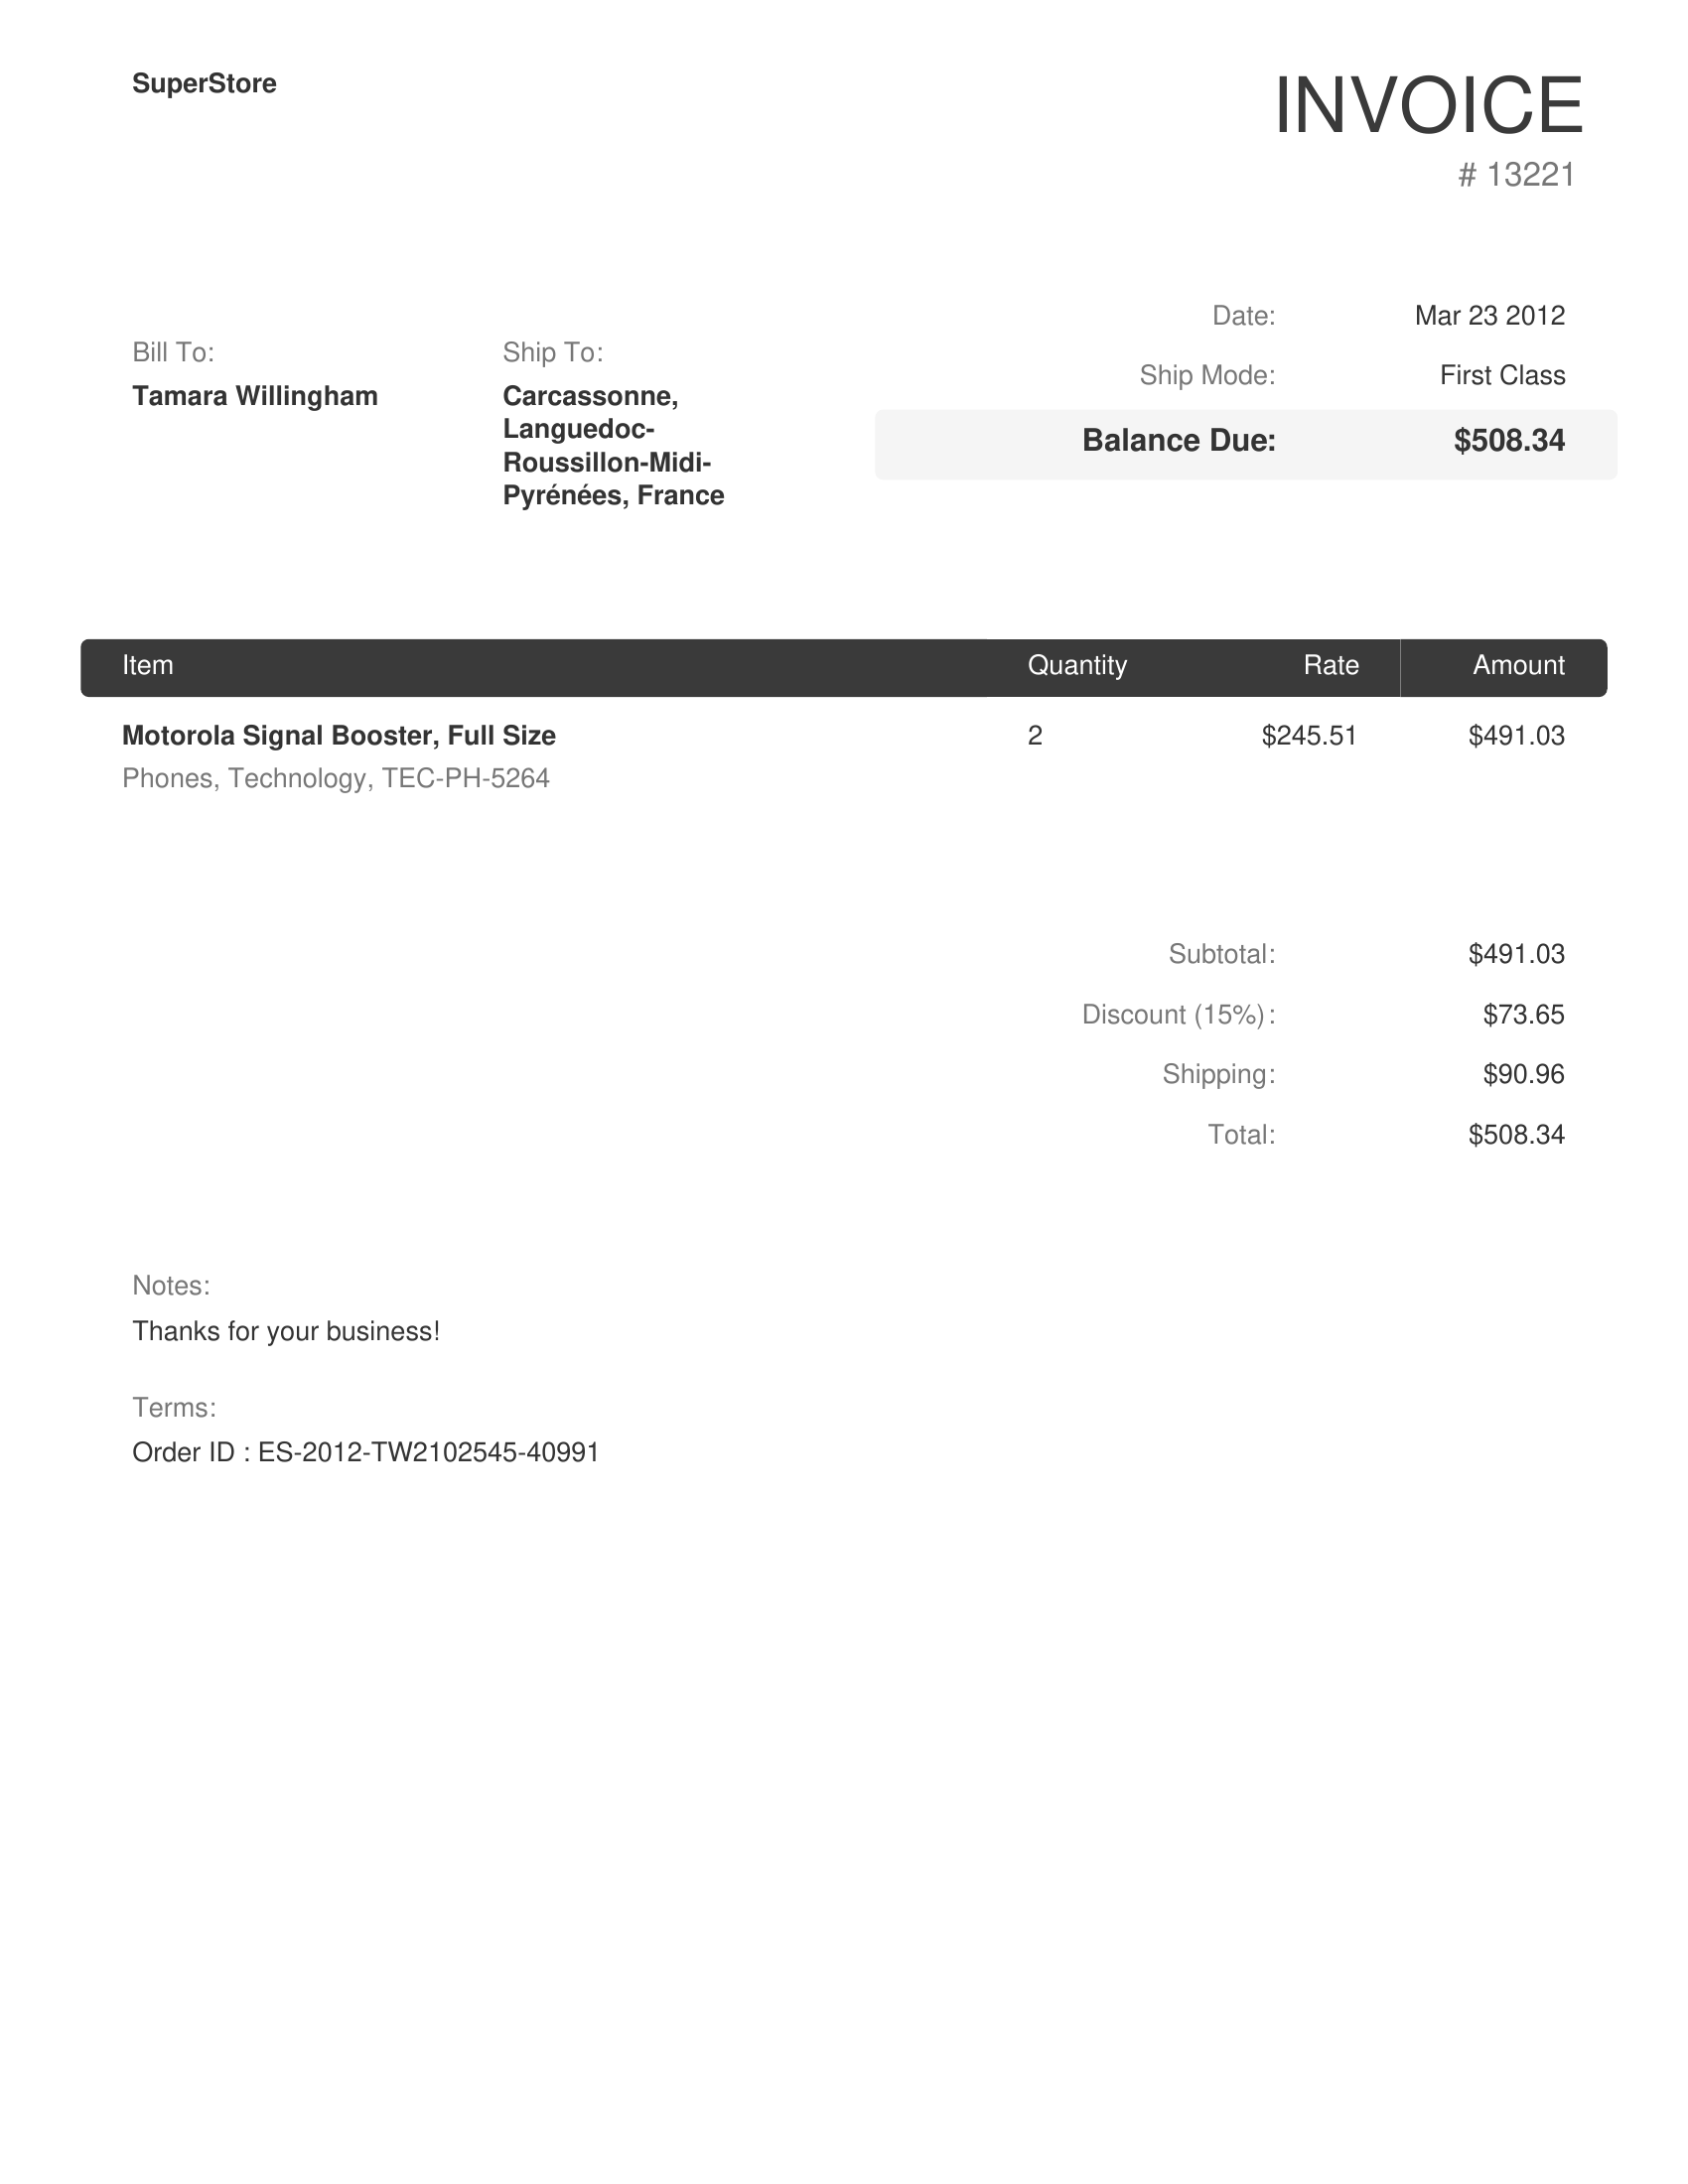 SuperStore
INVOICE
# 13221
Date: Mar 23 2012
Ship Mode: First Class
Balance Due: $508.34
Bill To:
Tamara Willingham
Ship To:
Carcassonne,
Languedoc-
Roussillon-Midi-
Pyrénées, France
Item Quantity Rate Amount
Motorola Signal Booster, Full Size 2 $245.51 $491.03
Phones, Technology, TEC-PH-5264
Subtotal: $491.03
Discount (15%): $73.65
Shipping: $90.96
Total: $508.34
Notes:
Thanks for your business!
Terms:
Order ID : ES-2012-TW2102545-40991